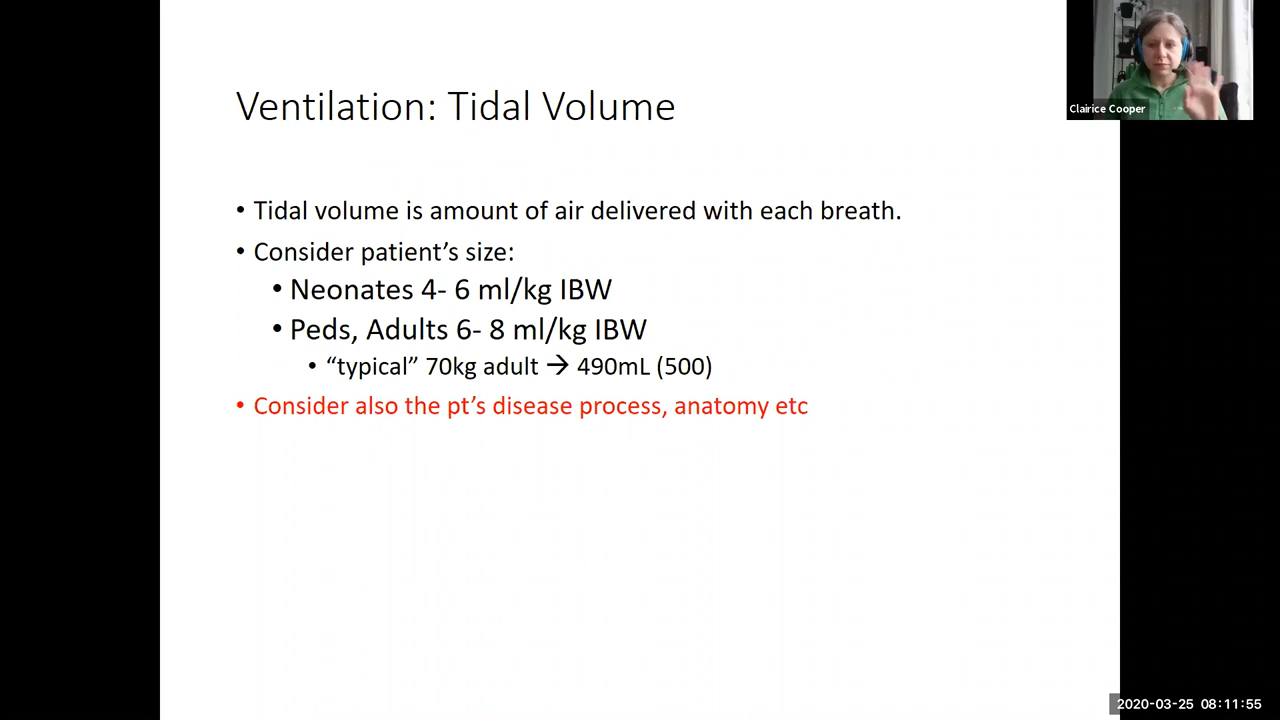 Ventilation: Tidal Volume
Clairice Cooper
• Tidal volume is amount of air delivered with each breath.
• Consider patient’s size:
• Neonates 4- 6 ml/kg IBW
• Peds, Adults 6- 8 ml/kg IBW
• “typical” 70kg adult → 490mL (500)
• Consider also the pt’s disease process, anatomy etc
2020-03-25 08:11:55